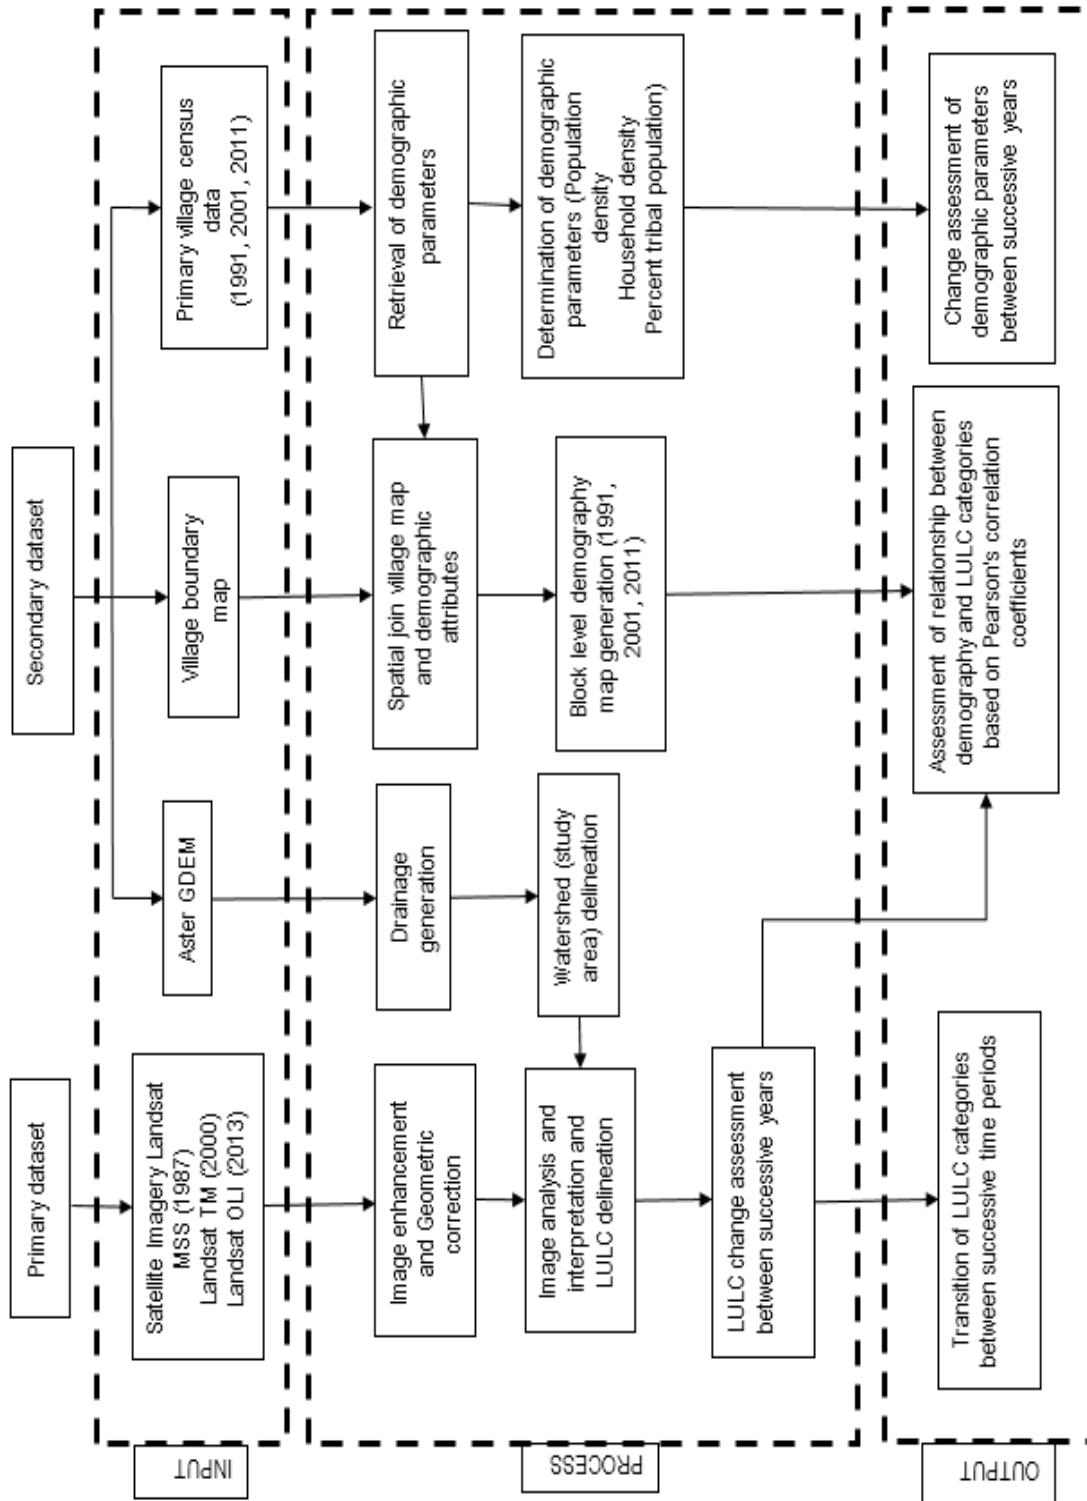 Primary dataset
Secondary dataset
INPUT
Satellite Imagery Landsat
MSS (1987)
Landsat TM (2000)
Landsat OLI (2013)
Aster GDEM
Village boundary
map
Primary village census
data
(1991, 2001, 2011)
PROCESS
Image enhancement
and Geometric
correction
Drainage
generation
Spatial join village map
and demographic
attributes
Retrieval of demographic
parameters
Image analysis and
interpretation and
LULC delineation
Watershed (study
area) delineation
Block level demography
map generation (1991,
2001, 2011)
Determination of demographic
parameters (Population
density
Household density
Percent tribal population)
LULC change assessment
between successive years
OUTPUT
Transition of LULC categories
between successive time periods
Assessment of relationship between
demography and LULC categories
based on Pearson's correlation
coefficients
Change assessment of
demographic parameters
between successive years